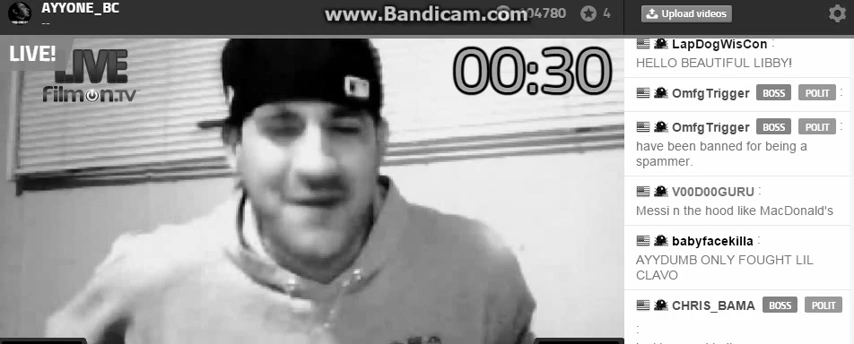 AYYONE_BC
--
www.Bandicam.com
104780
4
Upload videos
LIVE!
LIVE
FilmOn.TV
00:30
LapDogWisCon :
HELLO BEAUTIFUL LIBBY!
OmfgTrigger BOSS POLIT :
OmfgTrigger BOSS POLIT :
have been banned for being a
spammer.
V00D00GURU :
Messi n the hood like MacDonald's
babyfacekilla :
AYYDUMB ONLY FOUGHT LIL
CLAVO
CHRIS_BAMA BOSS POLIT
: